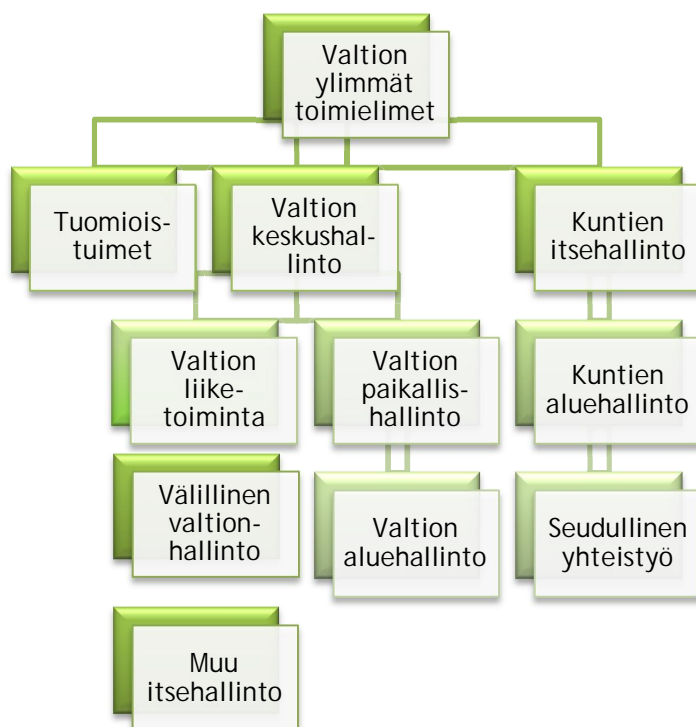 Valtion
ylimmät
toimielimet
Tuomiois-
tuimet
Valtion
keskushal-
linto
Kuntien
itsehallinto
Valtion
liike-
toiminta
Valtion
paikallis-
hallinto
Kuntien
aluehallinto
Välillinen
valtion-
hallinto
Valtion
aluehallinto
Seudullinen
yhteistyö
Muu
itsehallinto